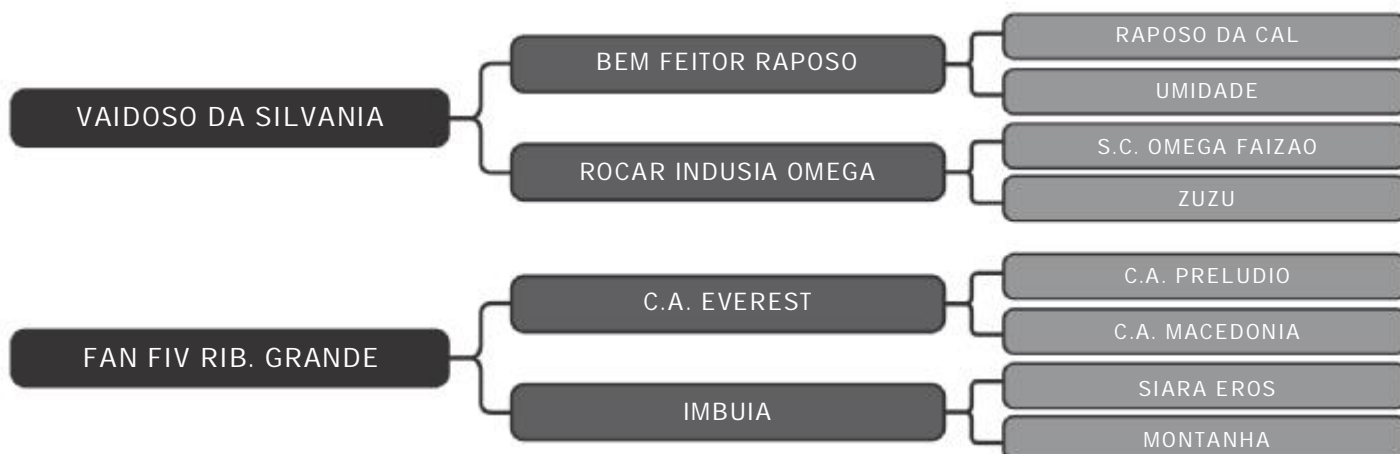 VAIDOSO DA SILVANIA
BEM FEITOR RAPOSO
RAPOSO DA CAL
UMIDADE
ROCAR INDUSIA OMEGA
S.C. OMEGA FAIZAO
ZUZU
FAN FIV RIB. GRANDE
C.A. EVEREST
C.A. PRELUDIO
C.A. MACEDONIA
IMBUIA
SIARA EROS
MONTANHA